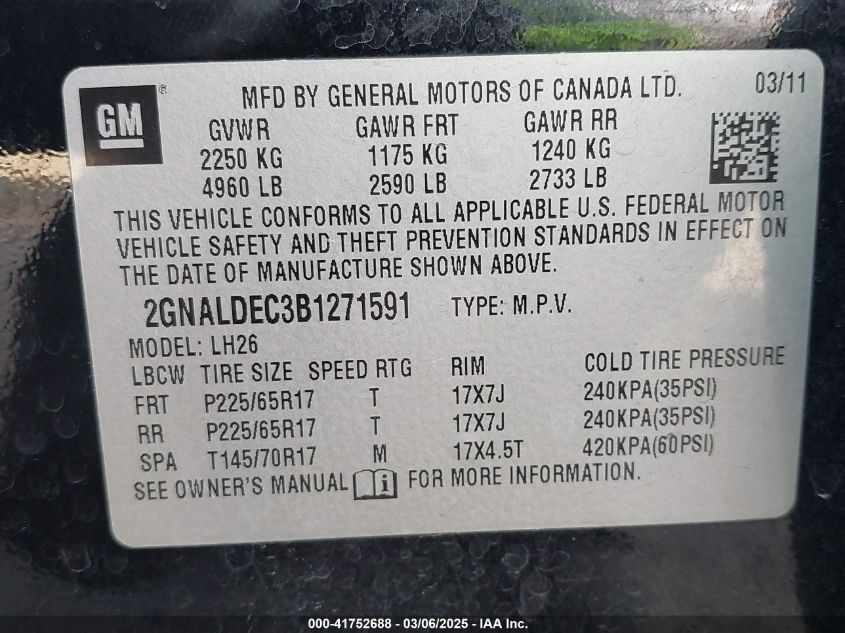 GM ® MFD BY GENERAL MOTORS OF CANADA LTD. 03/11
GVWR GAWR FRT GAWR RR
2250 KG 1175 KG 1240 KG
4960 LB 2590 LB 2733 LB
THIS VEHICLE CONFORMS TO ALL APPLICABLE U.S. FEDERAL MOTOR
VEHICLE SAFETY AND THEFT PREVENTION STANDARDS IN EFFECT ON
THE DATE OF MANUFACTURE SHOWN ABOVE.
2GNALDEC3B1271591 TYPE: M.P.V.
MODEL: LH26
LBCW TIRE SIZE SPEED RTG RIM COLD TIRE PRESSURE
FRT P225/65R17 T 17X7J 240KPA(35PSI)
RR P225/65R17 T 17X7J 240KPA(35PSI)
SPA T145/70R17 M 17X4.5T 420KPA(60PSI)
SEE OWNER'S MANUAL i FOR MORE INFORMATION.
000-41752688 - 03/06/2025 - IAA Inc.